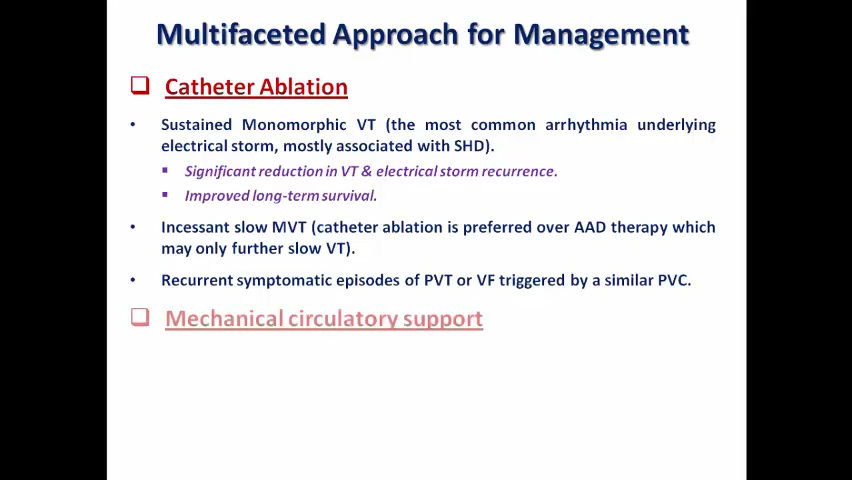 Multifaceted Approach for Management
❑ Catheter Ablation
• Sustained Monomorphic VT (the most common arrhythmia underlying
electrical storm, mostly associated with SHD).
▪ Significant reduction in VT & electrical storm recurrence.
▪ Improved long-term survival.
• Incessant slow MVT (catheter ablation is preferred over AAD therapy which
may only further slow VT).
• Recurrent symptomatic episodes of PVT or VF triggered by a similar PVC.
❑ Mechanical circulatory support